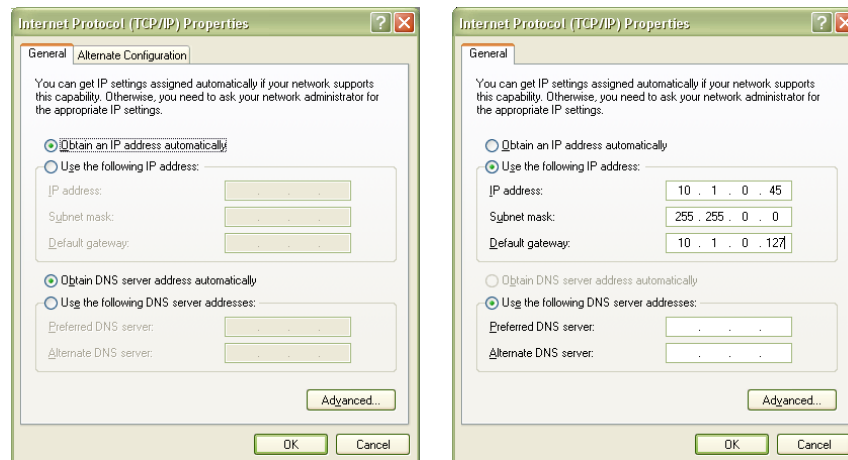 Internet Protocol (TCP/IP) Properties
General
Alternate Configuration
You can get IP settings assigned automatically if your network supports
this capability. Otherwise, you need to ask your network administrator for
the appropriate IP settings.
Obtain an IP address automatically
Use the following IP address:
IP address:
Subnet mask:
Default gateway:
Obtain DNS server address automatically
Use the following DNS server addresses:
Preferred DNS server:
Alternate DNS server:
Advanced...
OK
Cancel
Internet Protocol (TCP/IP) Properties
General
You can get IP settings assigned automatically if your network supports
this capability. Otherwise, you need to ask your network administrator for
the appropriate IP settings.
Obtain an IP address automatically
Use the following IP address:
IP address: 10 . 1 . 0 . 45
Subnet mask: 255 . 255 . 0 . 0
Default gateway: 10 . 1 . 0 . 127
Obtain DNS server address automatically
Use the following DNS server addresses:
Preferred DNS server:
Alternate DNS server:
Advanced...
OK
Cancel